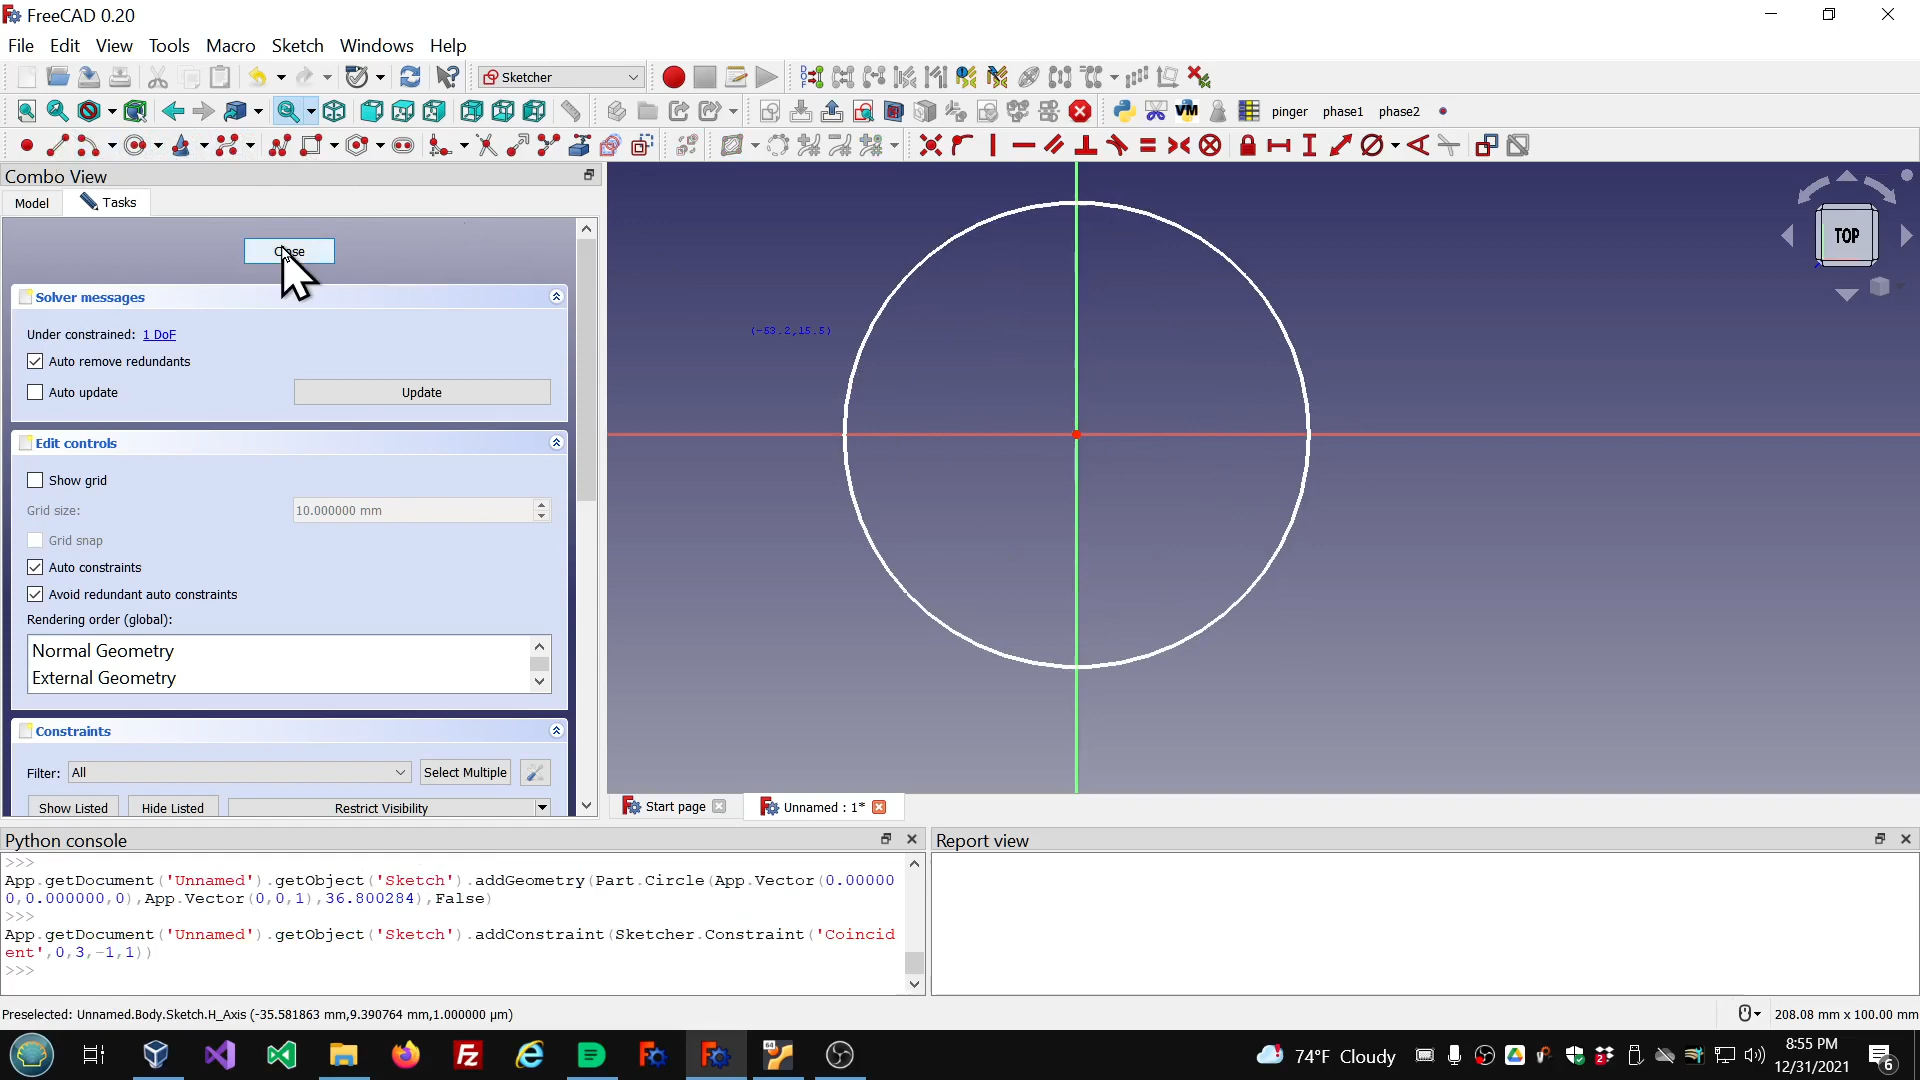 FreeCAD 0.20
File Edit View Tools Macro Sketch Windows Help
Sketcher
pinger phase1 phase2
Combo View
Model Tasks
TOP
Solver messages
Under constrained: 1 DoF
Auto remove redundants
Auto update Update
(-53.2,15.5)
Edit controls
Show grid
Grid size: 10.000000 mm
Grid snap
Auto constraints
Avoid redundant auto constraints
Rendering order (global):
Normal Geometry
External Geometry
Constraints
Filter: All Select Multiple
Show Listed Hide Listed Restrict Visibility
Start page Unnamed : 1*
Python console
>>>
App.getDocument('Unnamed').getObject('Sketch').addGeometry(Part.Circle(App.Vector(0.00000
0,0.000000,0),App.Vector(0,0,1),36.800284),False)
>>>
App.getDocument('Unnamed').getObject('Sketch').addConstraint(Sketcher.Constraint('Coincid
ent',0,3,-1,1))
>>>
Report view
Preselected: Unnamed.Body.Sketch.H_Axis (-35.581863 mm,9.390764 mm,1.000000 µm)
208.08 mm x 100.00 mm
74°F Cloudy
8:55 PM
12/31/2021
6